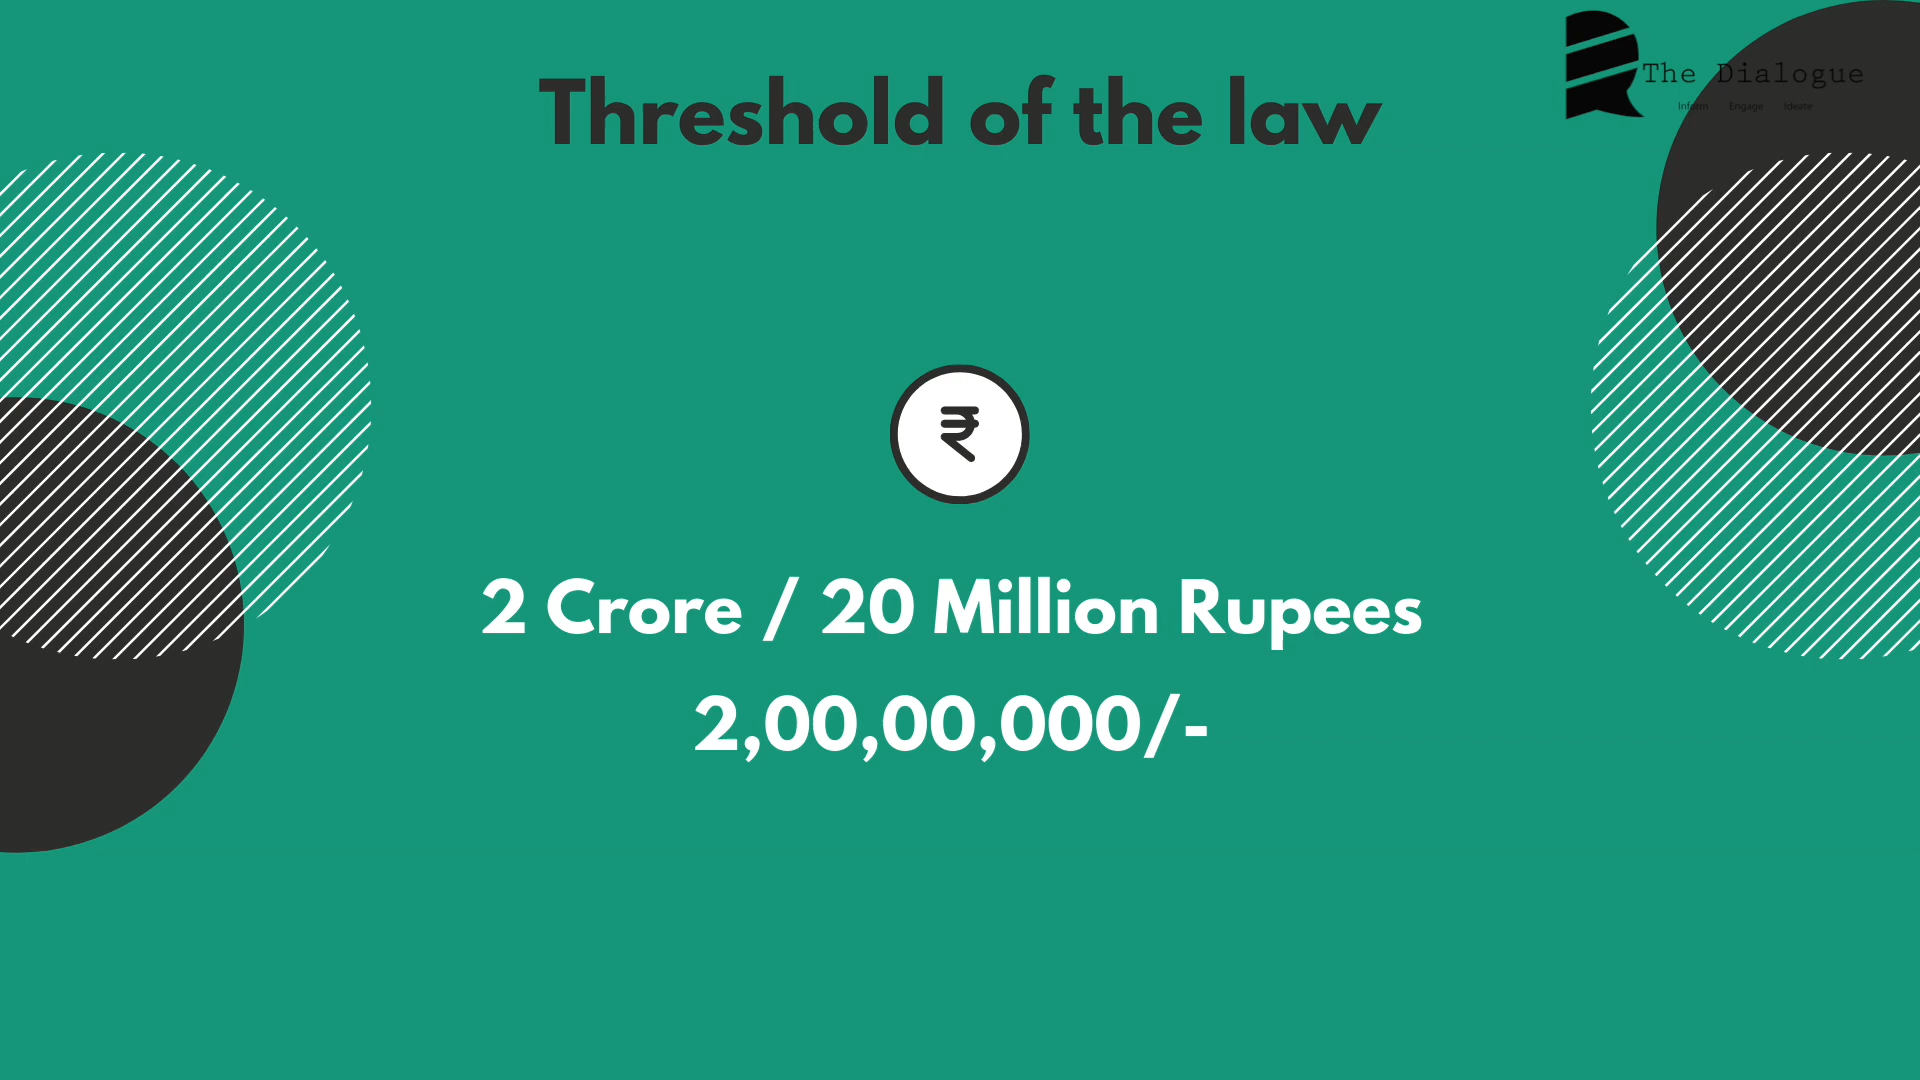 The Dialogue
Inform Engage Ideate
Threshold of the law
₹
2 Crore / 20 Million Rupees
2,00,00,000/-